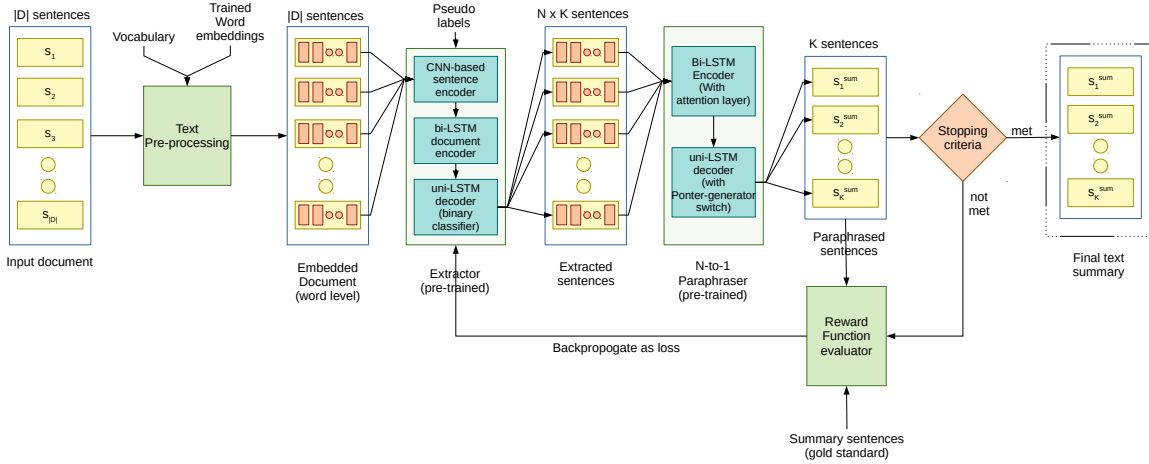 |D| sentences
s1
s2
s3
s|D|
Input document
Vocabulary
Trained
Word
embeddings
Text
Pre-processing
|D| sentences
Embedded
Document
(word level)
Pseudo
labels
CNN-based
sentence
encoder
bi-LSTM
document
encoder
uni-LSTM
decoder
(binary
classifier)
Extractor
(pre-trained)
N x K sentences
Extracted
sentences
Bi-LSTM
Encoder
(With
attention layer)
uni-LSTM
decoder
(with
Ponter-generator
switch)
N-to-1
Paraphraser
(pre-trained)
K sentences
s1sum
s2sum
sKsum
Paraphrased
sentences
Stopping
criteria
met
not
met
s1sum
s2sum
sKsum
Final text
summary
Reward
Function
evaluator
Backpropogate as loss
Summary sentences
(gold standard)